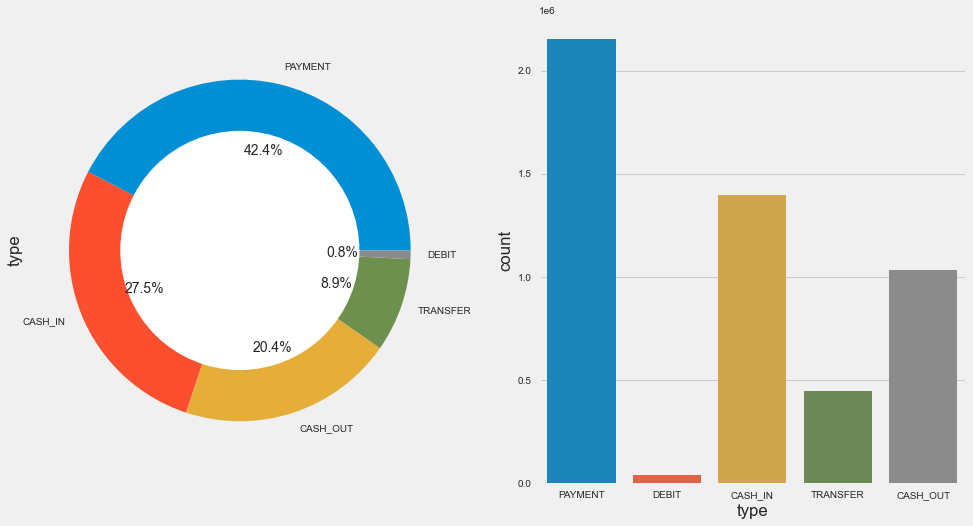 PAYMENT
42.4%
type
0.8%
DEBIT
8.9%
27.5%
TRANSFER
CASH_IN
20.4%
CASH_OUT
1e6
2.0
1.5
count
1.0
0.5
0.0
PAYMENT DEBIT CASH_IN TRANSFER CASH_OUT
type